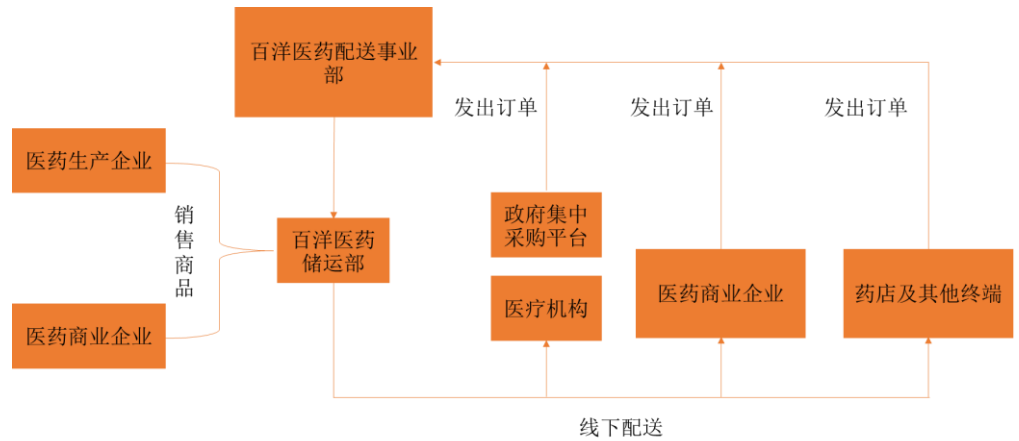 百洋医药配送事业
部
发出订单
发出订单
发出订单
医药生产企业
销
售
商
品
百洋医药
储运部
政府集中
采购平台
医疗机构
医药商业企业
药店及其他终端
医药商业企业
线下配送